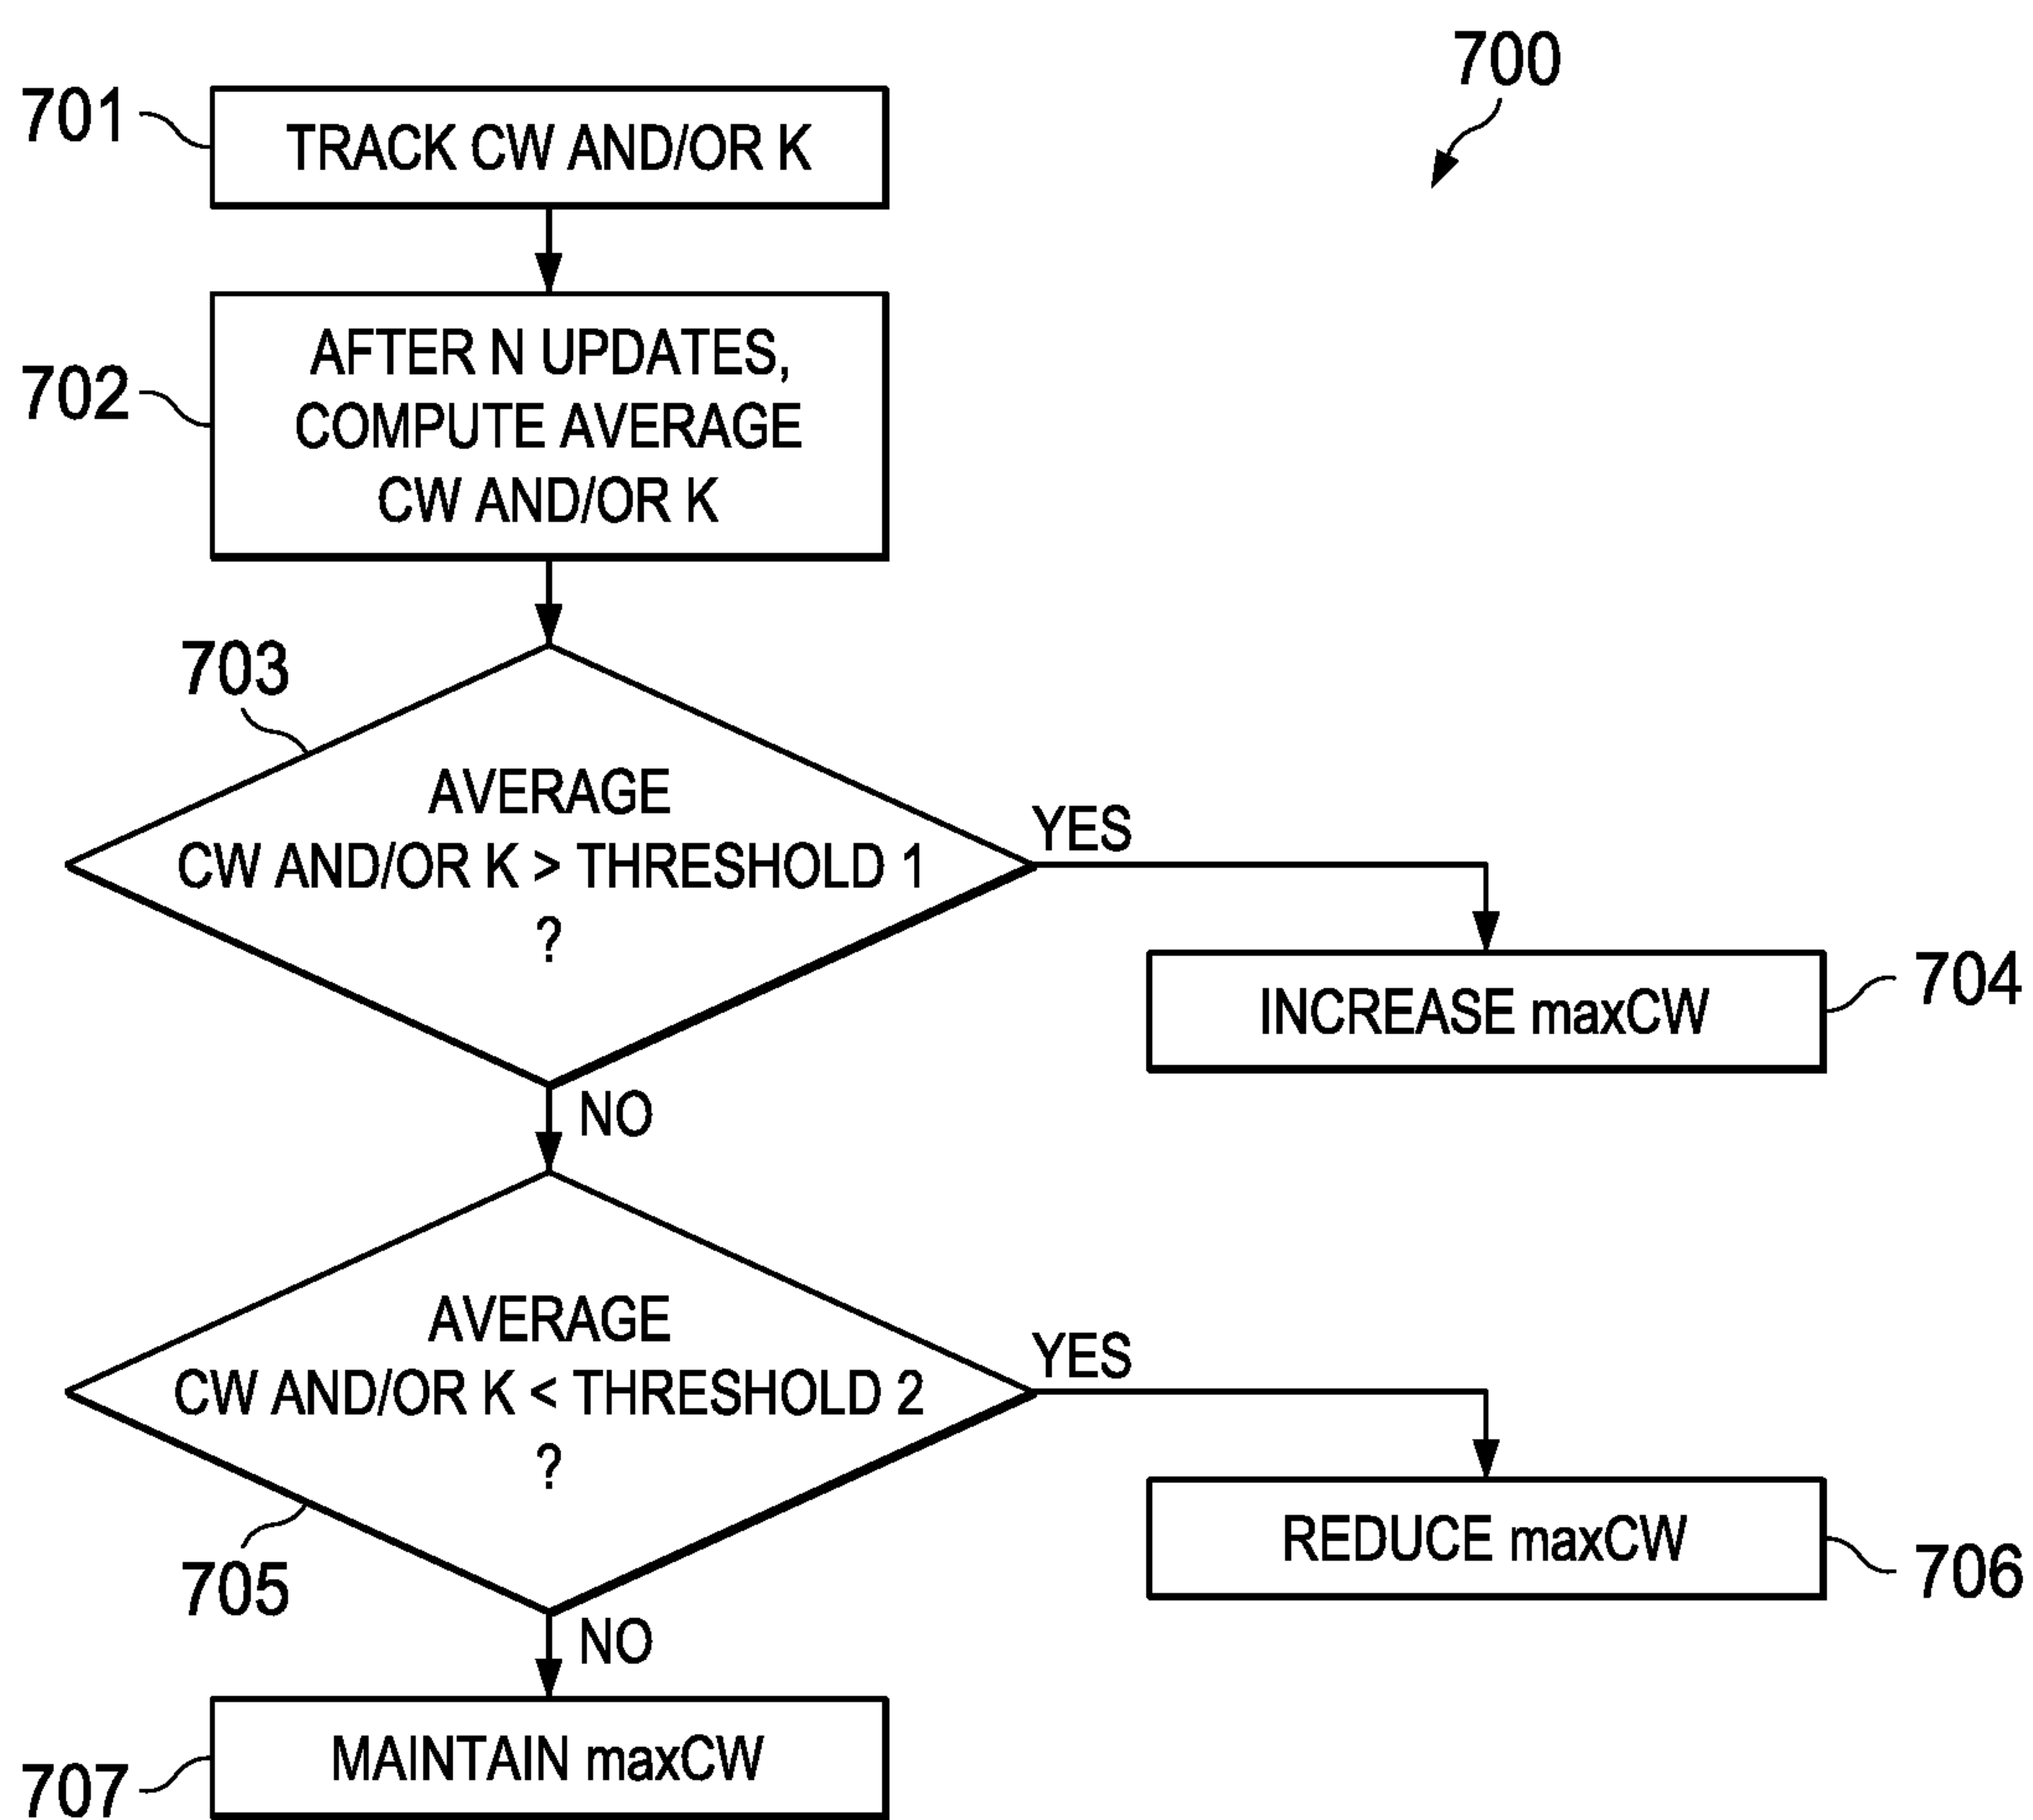 700
701
TRACK CW AND/OR K
702
AFTER N UPDATES,
COMPUTE AVERAGE
CW AND/OR K
703
AVERAGE
CW AND/OR K > THRESHOLD 1
?
YES
704
INCREASE maxCW
NO
AVERAGE
CW AND/OR K < THRESHOLD 2
?
YES
705
REDUCE maxCW
706
NO
MAINTAIN maxCW
707